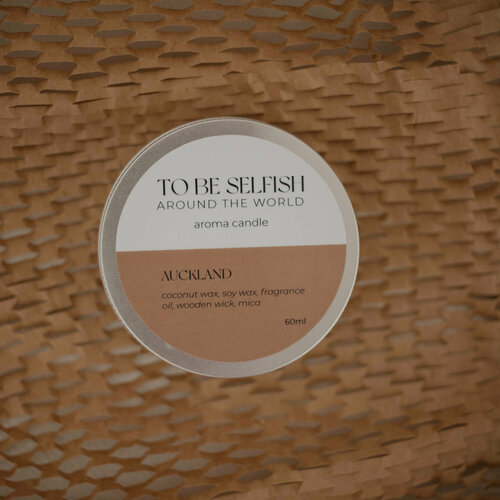 TO BE SELFISH
AROUND THE WORLD
aroma candle
AUCKLAND
coconut wax, soy wax, fragrance
oil, wooden wick, mica
60ml